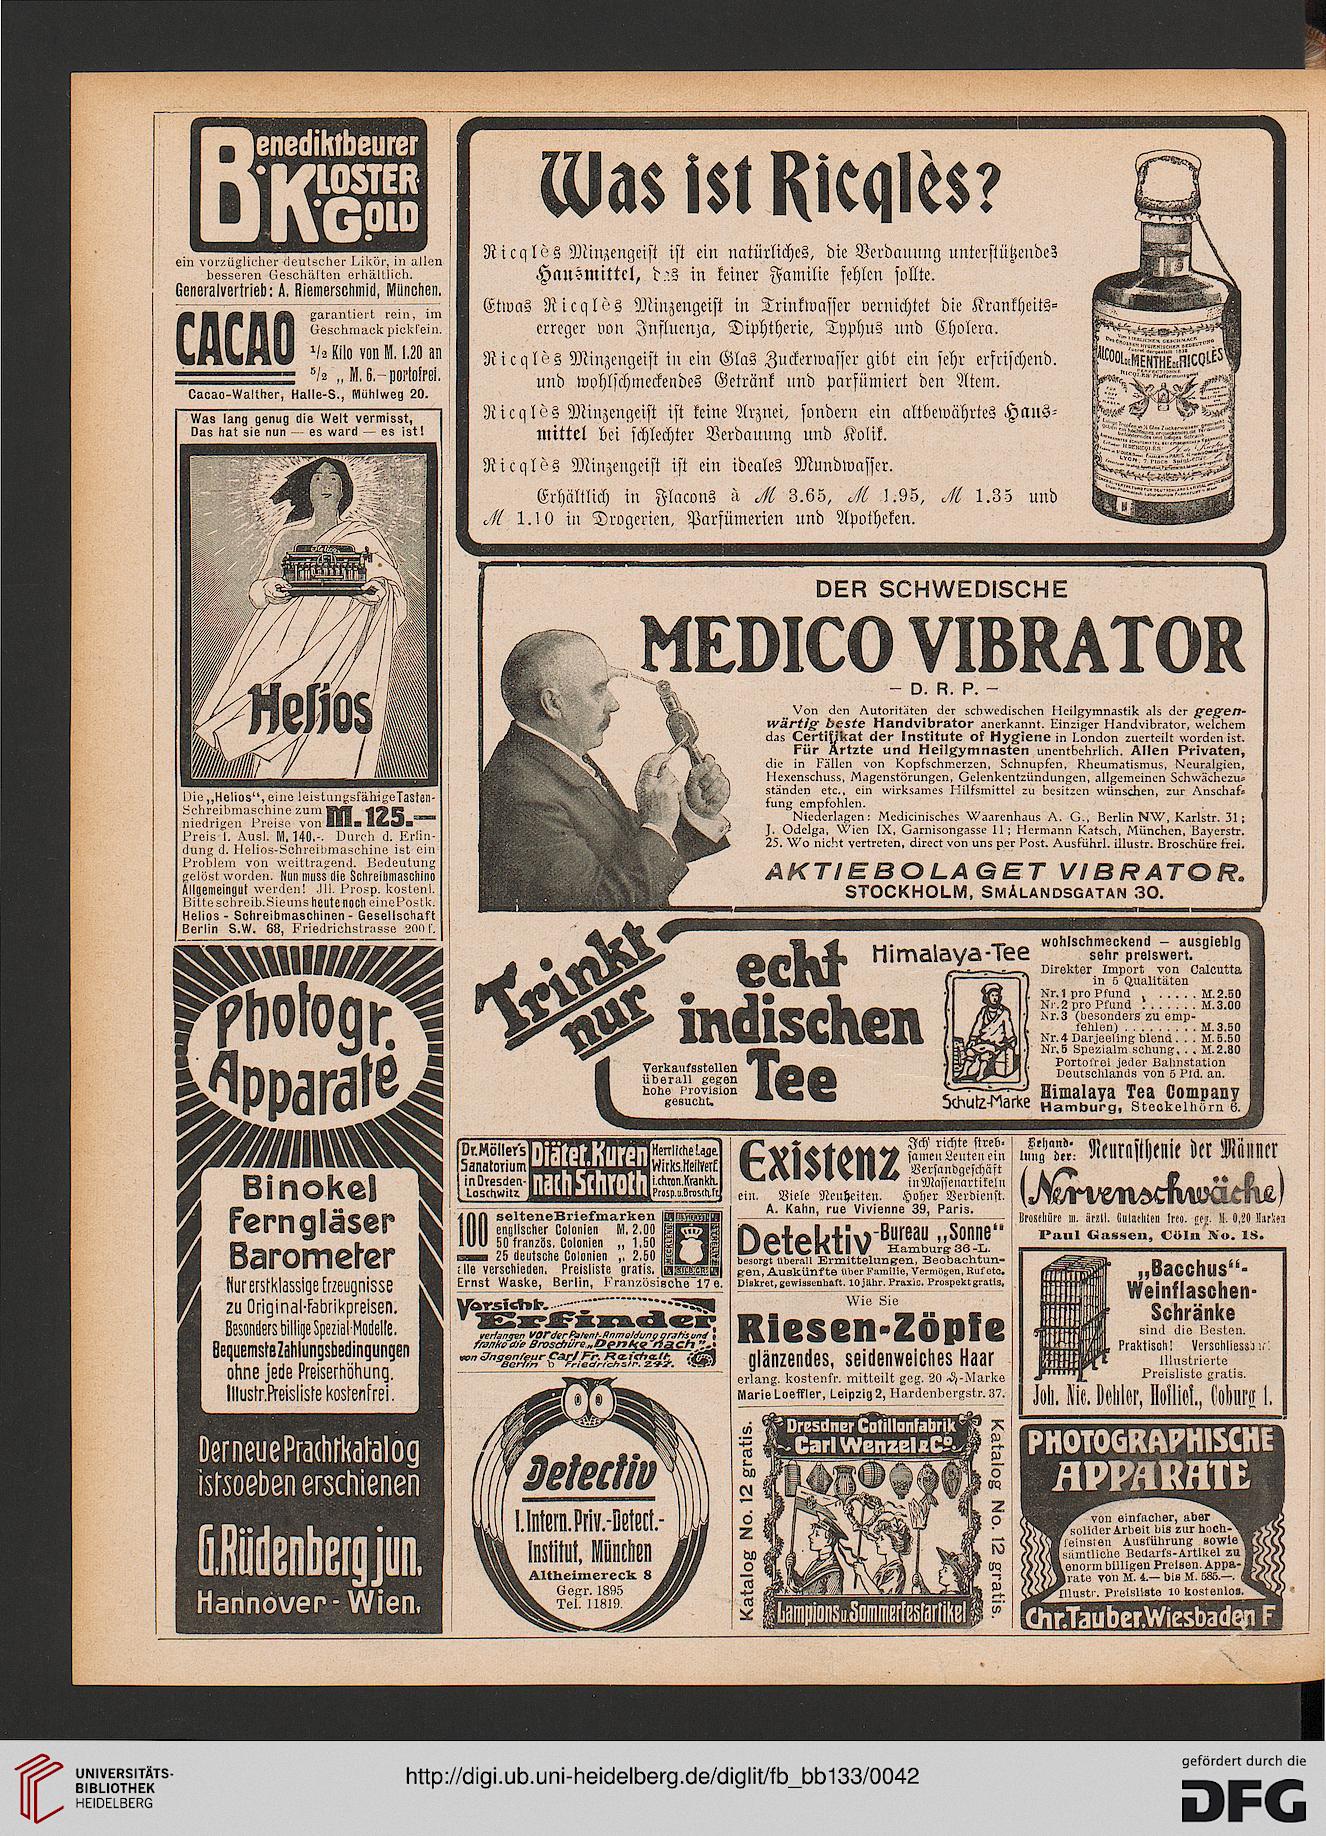 Benediktbeurer
KLOSTER
GOLD
ein vorzüglicher deutscher Likör, in allen
besseren Geschäften erhältlich.
Generalvertrieb: A. Riemerschmid, München.
CACAO
garantiert rein, im
Geschmack pickfein.
1/2 Kilo von M. 1.20 an
5/2 „ M. 6.– portofrei.
Cacao-Walther, Halle-S., Mühlweg 20.
Was lang genug die Welt vermisst,
Das hat sie nun — es ward — es ist!
Helios
Die „Helios“, eine leistungsfähige Tasten-
Schreibmaschine zum
niedrigen Preise von M. 125.—
Preis i. Ausl. M. 140.-. Durch d. Erfin-
dung d. Helios-Schreibmaschine ist ein
Problem von weittragend. Bedeutung
gelöst worden. Nun muss die Schreibmaschine
Allgemeingut werden! Jll. Prosp. kostenl.
Bitte schreib. Sie uns heute noch eine Postk.
Helios - Schreibmaschinen - Gesellschaft
Berlin S.W. 68, Friedrichstrasse 200 f.
Photogr.
Apparate
Binokel
Ferngläser
Barometer
Nur erstklassige Erzeugnisse
zu Original-Fabrikpreisen.
Besonders billige Spezial-Modelle.
Bequemste Zahlungsbedingungen
ohne jede Preiserhöhung.
Illustr. Preisliste kostenfrei.
Der neue Prachtkatalog
ist soeben erschienen
G. Rüdenberg jun.
Hannover - Wien.
Was ist Ricqlès?
Ricqlès Minzengeist ist ein natürliches, die Verdauung unterstützendes
Hausmittel, das in keiner Familie fehlen sollte.
Etwas Ricqlès Minzengeist in Trinkwasser vernichtet die Krankheits-
erreger von Influenza, Diphtherie, Typhus und Cholera.
Ricqlès Minzengeist in ein Glas Zuckerwasser gibt ein sehr erfrischend.
und wohlschmeckendes Getränk und parfümiert den Atem.
Ricqlès Minzengeist ist keine Arznei, sondern ein altbewährtes Haus-
mittel bei schlechter Verdauung und Kolik.
Ricqlès Minzengeist ist ein ideales Mundwasser.
Erhältlich in Flacons à ℳ 3.65, ℳ 1.95, ℳ 1.35 und
ℳ 1.10 in Drogerien, Parfümerien und Apotheken.
ALCOOL DE MENTHE DE RICQLÈS
DER SCHWEDISCHE
MEDICO VIBRATOR
– D. R. P. –
Von den Autoritäten der schwedischen Heilgymnastik als der gegen-
wärtig beste Handvibrator anerkannt. Einziger Handvibrator, welchem
das Certifikat der Institute of Hygiene in London zuerteilt worden ist.
Für Ärtzte und Heilgymnasten unentbehrlich. Allen Privaten,
die in Fällen von Kopfschmerzen, Schnupfen, Rheumatismus, Neuralgien,
Hexenschuss, Magenstörungen, Gelenkentzündungen, allgemeinen Schwächezu-
ständen etc., ein wirksames Hilfsmittel zu besitzen wünschen, zur Anschaf-
fung empfohlen.
Niederlagen: Medicinisches Waarenhaus A. G., Berlin NW, Karlstr. 31;
J. Odelga, Wien IX, Garnisongasse 11; Hermann Katsch, München, Bayerstr.
25. Wo nicht vertreten, direct von uns per Post. Ausführl. illustr. Broschüre frei.
AKTIEBOLAGET VIBRATOR.
STOCKHOLM, SMÅLANDSGATAN 30.
Trinkt
nur
echt
indischen
Tee
Verkaufsstellen
überall gegen
hohe Provision
gesucht.
Himalaya-Tee
Schutz-Marke
wohlschmeckend — ausgiebig
sehr preiswert.
Direkter Import von Calcutta
in 5 Qualitäten
Nr. 1 pro Pfund . . . . . . M. 2.50
Nr. 2 pro Pfund . . . . . . M. 3.00
Nr. 3 (besonders zu emp-
fehlen) . . . . . . . . . M. 3.50
Nr. 4 Darjeeling blend . . . M. 5.50
Nr. 5 Spezialmischung . . . M. 2.80
Portofrei jeder Bahnstation
Deutschlands von 5 Pfd. an.
Himalaya Tea Company
Hamburg, Steckelhörn 6.
Dr. Möller's
Sanatorium
in Dresden-
Loschwitz
Diätet. Kuren
nach Schroth
Herrliche Lage.
Wirks. Heilverf.
i. chron. Krankh.
Prosp. u. Brosch. fr.
100 seltene Briefmarken
englischer Colonien M. 2.00
50 französ. Colonien „ 1.50
25 deutsche Colonien „ 2.50
alle verschieden. Preisliste gratis.
Ernst Waske, Berlin, Französische 17 e.
Vorsicht.
Erfinder
verlangen vor der Patent-Anmeldung gratis und
franko die Broschüre „Denke nach“
von Ingenieur Carl Fr. Reichelt
Berlin Friedrichstr. 247.
Detectiv
I. Intern. Priv.-Detect.-
Institut, München
Altheimereck 8
Gegr. 1895
Tel. 11819.
Existenz
Ich richte streb-
samen Leuten ein
Versandgeschäft
in Massenartikeln
ein. Viele Neuheiten. Hoher Verdienst.
A. Kahn, rue Vivienne 39, Paris.
Detektiv-Bureau „Sonne“
Hamburg 36-L.
besorgt überall Ermittelungen, Beobachtun-
gen, Auskünfte über Familie, Vermögen, Ruf etc.
Diskret, gewissenhaft. 10jähr. Praxis. Prospekt gratis.
Wie Sie
Riesen-Zöpfe
glänzendes, seidenweiches Haar
erlang. kostenfr. mitteilt geg. 20 ₰-Marke
Marie Loeffler, Leipzig 2, Hardenbergstr. 37.
Katalog No. 12 gratis.
Dresdner Cotillonfabrik
Carl Wenzel & Co.
Lampions u. Sommerfestartikel
Katalog No. 12 gratis.
Behand-
lung der: Neurasthenie der Männer
(Nervenschwäche)
Broschüre m. ärztl. Gutachten frco. geg. M. 0,20 Marken
Paul Gassen, Cöln No. 18.
„Bacchus“-
Weinflaschen-
Schränke
sind die Besten.
Praktisch! Verschliessbar!
Illustrierte
Preisliste gratis.
Joh. Nic. Dehler, Hoflief., Coburg 1.
PHOTOGRAPHISCHE
APPARATE
von einfacher, aber
solider Arbeit bis zur hoch-
feinsten Ausführung sowie
sämtliche Bedarfs-Artikel zu
enorm billigen Preisen. Appa-
rate von M. 4.— bis M. 585.—.
Illustr. Preisliste 10 kostenlos.
Chr. Tauber. Wiesbaden F
UNIVERSITÄTS-
BIBLIOTHEK
HEIDELBERG
http://digi.ub.uni-heidelberg.de/diglit/fb_bb133/0042
gefördert durch die
DFG